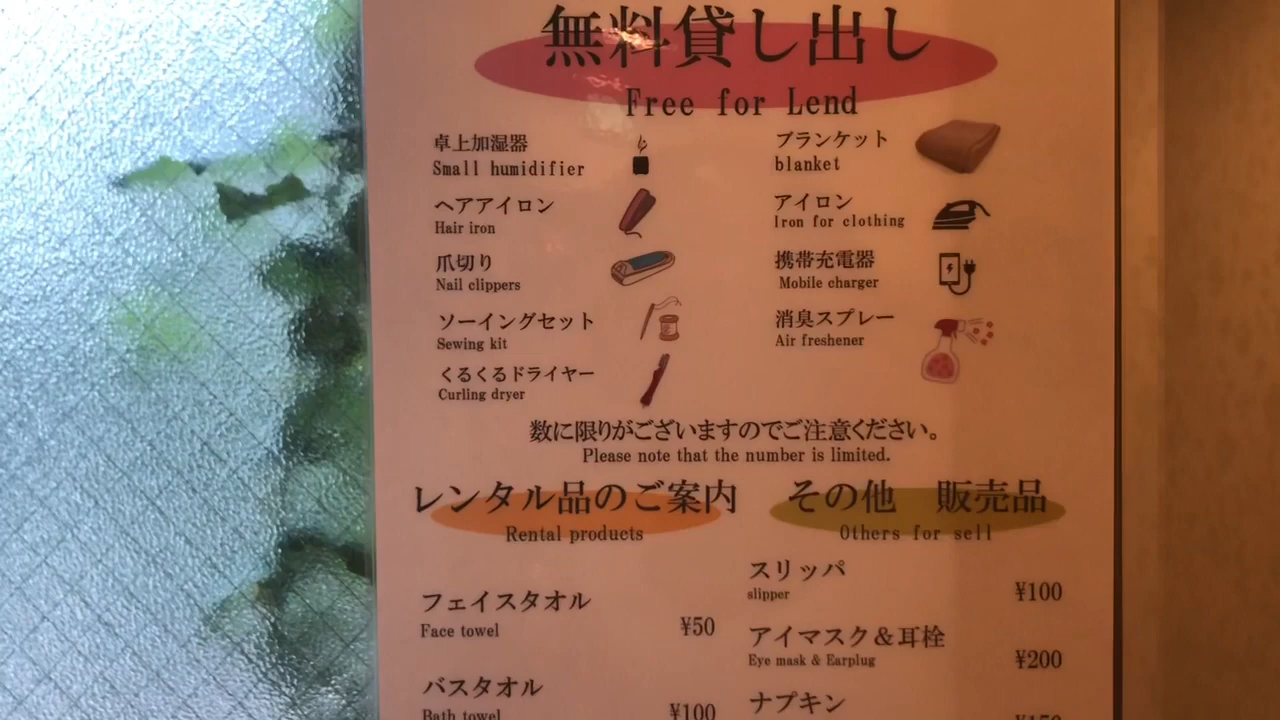 無料貸し出し
Free for Lend
卓上加湿器
Small humidifier
ヘアアイロン
Hair iron
爪切り
Nail clippers
ソーイングセット
Sewing kit
くるくるドライヤー
Curling dryer
ブランケット
blanket
アイロン
Iron for clothing
携帯充電器
Mobile charger
消臭スプレー
Air freshener
数に限りがございますのでご注意ください。
Please note that the number is limited.
レンタル品のご案内
Rental products
フェイスタオル
Face towel
¥50
バスタオル
Bath towel
¥100
その他 販売品
Others for sell
スリッパ
slipper
¥100
アイマスク＆耳栓
Eye mask & Earplug
¥200
ナプキン